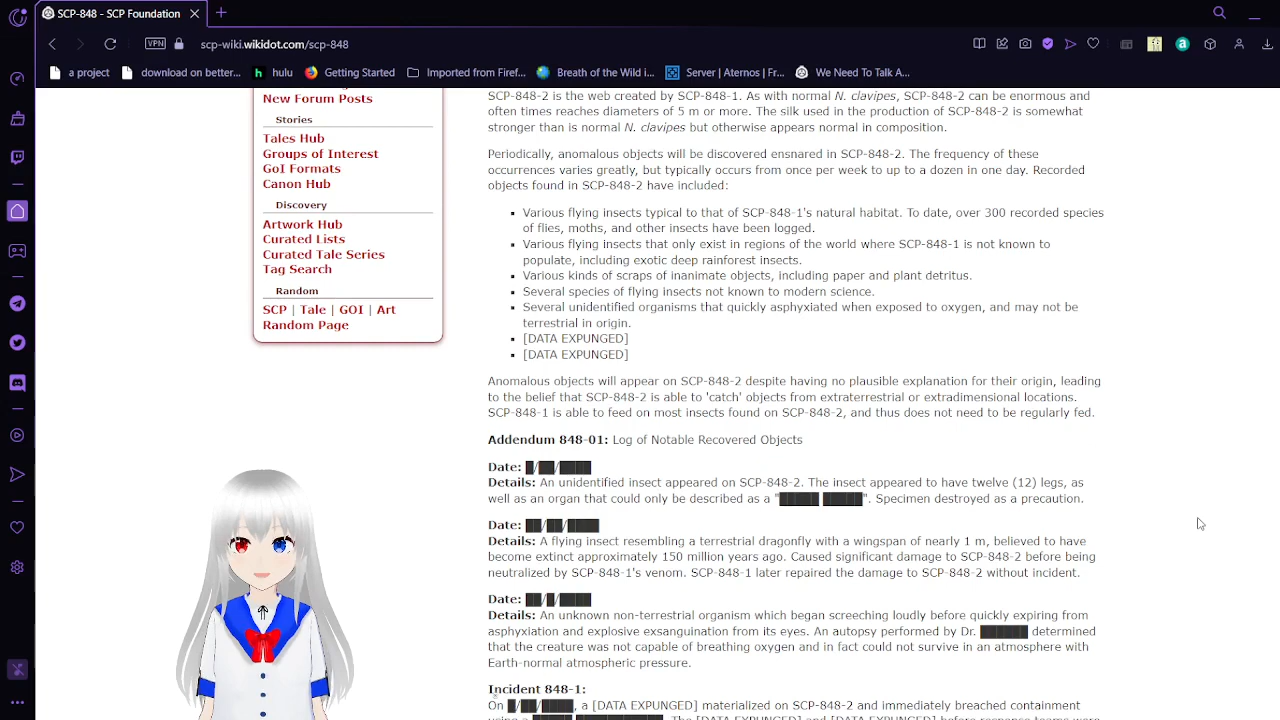 SCP-848 - SCP Foundation
VPN
scp-wiki.wikidot.com/scp-848
a project
download on better...
hulu
Getting Started
Imported from Firef...
Breath of the Wild i...
Server | Aternos | Fr...
We Need To Talk A...
New Forum Posts
Stories
Tales Hub
Groups of Interest
GoI Formats
Canon Hub
Discovery
Artwork Hub
Curated Lists
Curated Tale Series
Tag Search
Random
SCP | Tale | GOI | Art
Random Page
SCP-848-2 is the web created by SCP-848-1. As with normal N. clavipes, SCP-848-2 can be enormous and
often times reaches diameters of 5 m or more. The silk used in the production of SCP-848-2 is somewhat
stronger than is normal N. clavipes but otherwise appears normal in composition.
Periodically, anomalous objects will be discovered ensnared in SCP-848-2. The frequency of these
occurrences varies greatly, but typically occurs from once per week to up to a dozen in one day. Recorded
objects found in SCP-848-2 have included:
Various flying insects typical to that of SCP-848-1's natural habitat. To date, over 300 recorded species
of flies, moths, and other insects have been logged.
Various flying insects that only exist in regions of the world where SCP-848-1 is not known to
populate, including exotic deep rainforest insects.
Various kinds of scraps of inanimate objects, including paper and plant detritus.
Several species of flying insects not known to modern science.
Several unidentified organisms that quickly asphyxiated when exposed to oxygen, and may not be
terrestrial in origin.
[DATA EXPUNGED]
[DATA EXPUNGED]
Anomalous objects will appear on SCP-848-2 despite having no plausible explanation for their origin, leading
to the belief that SCP-848-2 is able to 'catch' objects from extraterrestrial or extradimensional locations.
SCP-848-1 is able to feed on most insects found on SCP-848-2, and thus does not need to be regularly fed.
Addendum 848-01: Log of Notable Recovered Objects
Date: █/██/████
Details: An unidentified insect appeared on SCP-848-2. The insect appeared to have twelve (12) legs, as
well as an organ that could only be described as a "█████ █████". Specimen destroyed as a precaution.
Date: ██/██/████
Details: A flying insect resembling a terrestrial dragonfly with a wingspan of nearly 1 m, believed to have
become extinct approximately 150 million years ago. Caused significant damage to SCP-848-2 before being
neutralized by SCP-848-1's venom. SCP-848-1 later repaired the damage to SCP-848-2 without incident.
Date: ██/█/████
Details: An unknown non-terrestrial organism which began screeching loudly before quickly expiring from
asphyxiation and explosive exsanguination from its eyes. An autopsy performed by Dr. ██████ determined
that the creature was not capable of breathing oxygen and in fact could not survive in an atmosphere with
Earth-normal atmospheric pressure.
Incident 848-1:
On █/██/████, a [DATA EXPUNGED] materialized on SCP-848-2 and immediately breached containment
using a █████ ███████████. The [DATA EXPUNGED] and [DATA EXPUNGED] before response teams were